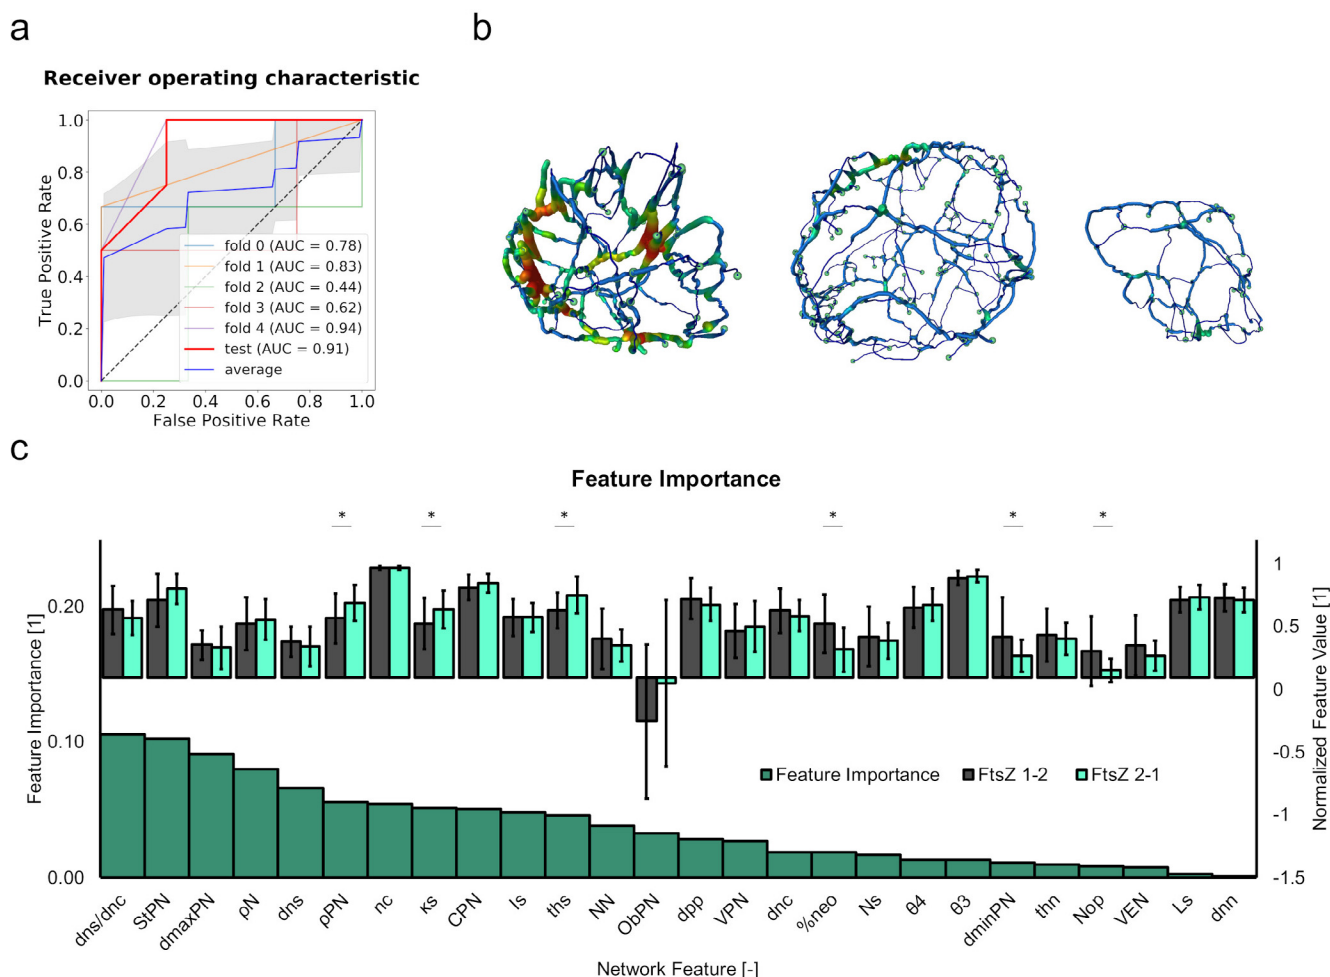 a
b
Receiver operating characteristic
1.0
0.8
0.6
0.4
0.2
0.0
True Positive Rate
fold 0 (AUC = 0.78)
fold 1 (AUC = 0.83)
fold 2 (AUC = 0.44)
fold 3 (AUC = 0.62)
fold 4 (AUC = 0.94)
test (AUC = 0.91)
average
0.0 0.2 0.4 0.6 0.8 1.0
False Positive Rate
c
Feature Importance
* * * * * *
0.20
0.10
0.00
Feature Importance [1]
1
0.5
0
-0.5
-1
-1.5
Normalized Feature Value [1]
Feature Importance FtsZ 1-2 FtsZ 2-1
dns/dnc StPN dmaxPN ρN dns ρPN nc κs CPN ls ths NN ObPN dpp VPN dnc %neo Ns θ4 θ3 dminPN thn Nop VEN Ls dnn
Network Feature [-]